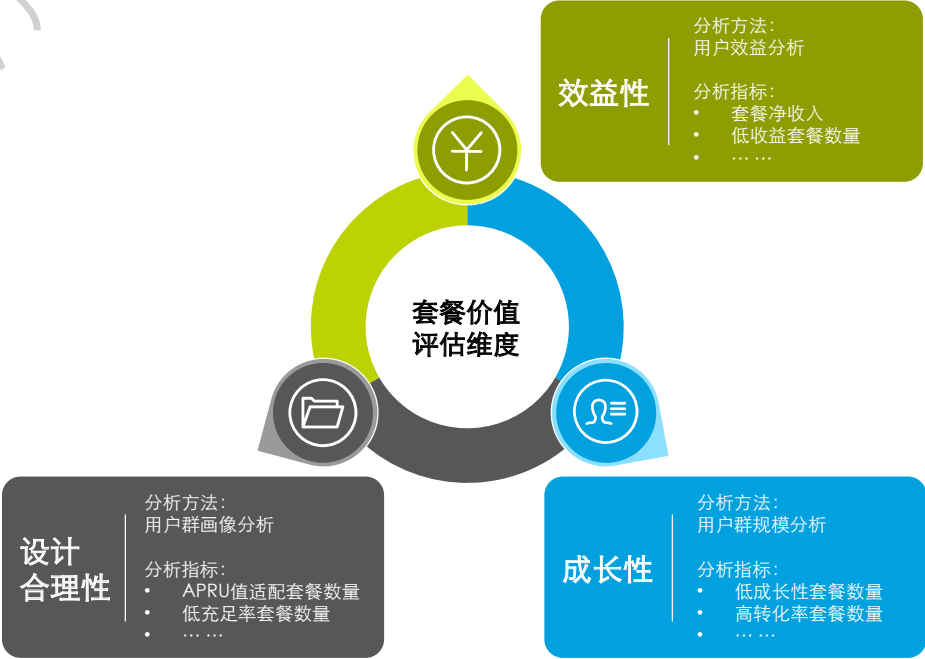 效益性
分析方法：
用户效益分析
分析指标：
• 套餐净收入
• 低收益套餐数量
• … …
¥
套餐价值
评估维度
设计
合理性
分析方法：
用户群画像分析
分析指标：
• APRU值适配套餐数量
• 低充足率套餐数量
• … …
成长性
分析方法：
用户群规模分析
分析指标：
• 低成长性套餐数量
• 高转化率套餐数量
• … …